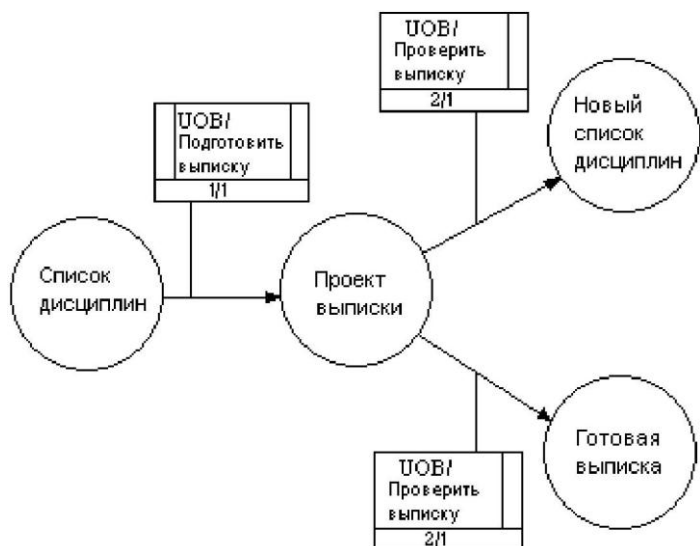 UOB/
Проверить
выписку
2/1
Новый
список
дисциплин
UOB/
Подготовить
выписку
1/1
Список
дисциплин
Проект
выписки
Готовая
выписка
UOB/
Проверить
выписку
2/1